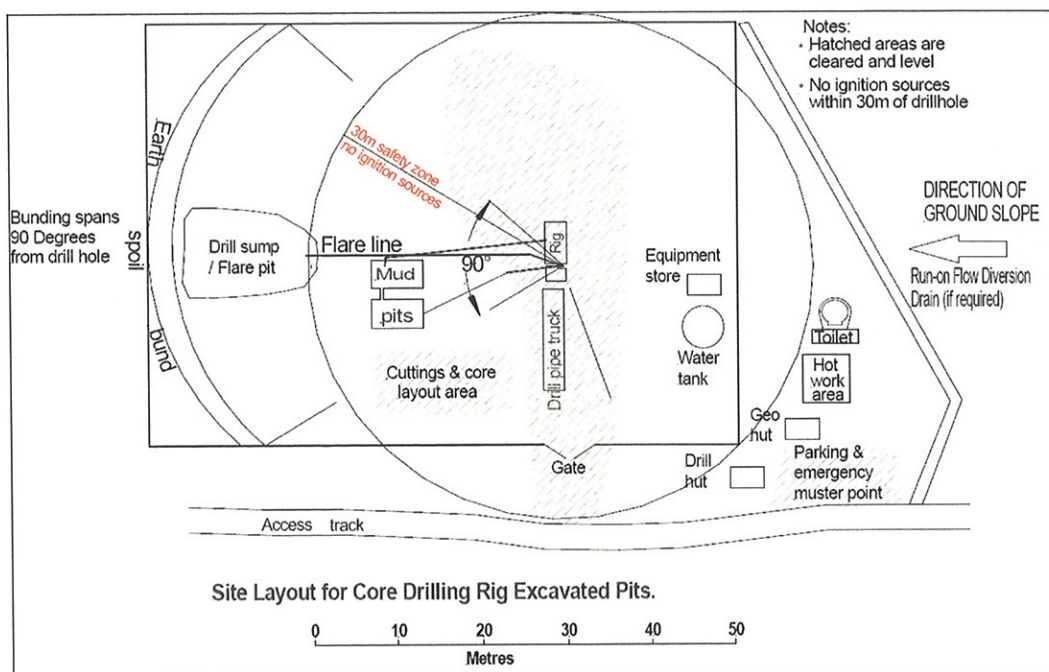 Notes:
· Hatched areas are
cleared and level
· No ignition sources
within 30m of drillhole
Earth
spoil
bund
Bunding spans
90 Degrees
from drill hole
30m safety zone
no ignition sources
DIRECTION OF
GROUND SLOPE
Run-on Flow Diversion
Drain (if required)
Drill sump
/ Flare pit
Flare line
Mud
pits
90°
Rig
Drill pipe truck
Equipment
store
Water
tank
Toilet
Hot
work
area
Cuttings & core
layout area
Geo
hut
Gate
Drill
hut
Parking &
emergency
muster point
Access track
Site Layout for Core Drilling Rig Excavated Pits.
0 10 20 30 40 50
Metres